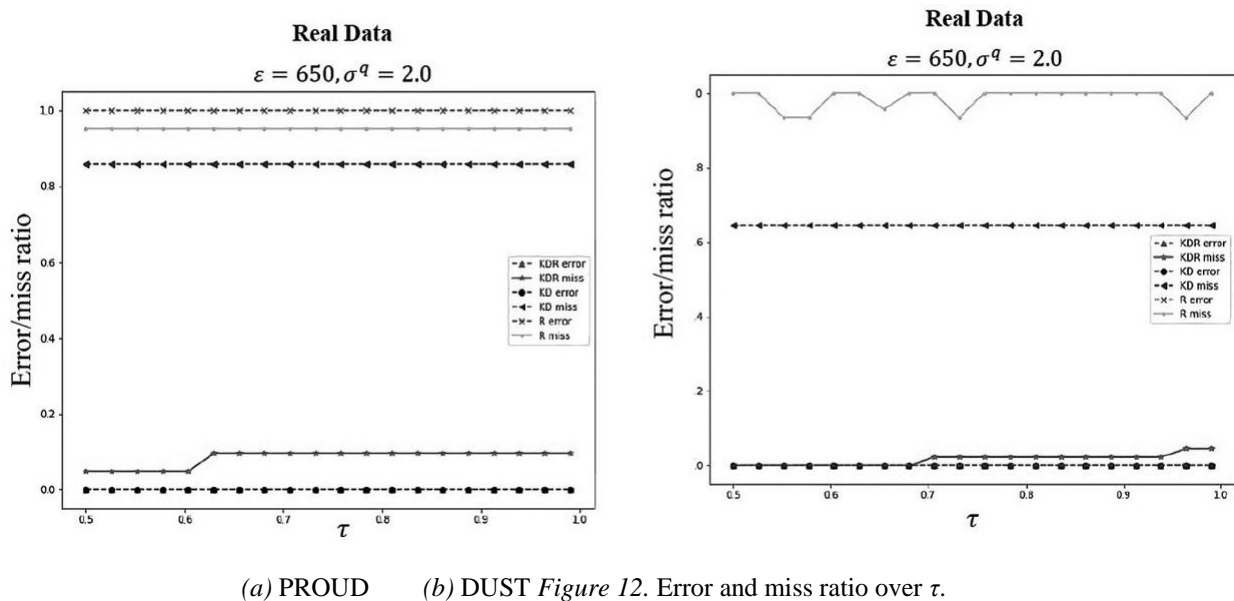 Real Data
ε = 650, σ^q = 2.0
Error/miss ratio
1.0
0.8
0.6
0.4
0.2
0.0
KDR error
KDR miss
KD error
KD miss
R error
R miss
0.5
0.6
0.7
0.8
0.9
1.0
τ
Real Data
ε = 650, σ^q = 2.0
Error/miss ratio
0
.8
.6
.4
.2
.0
KDR error
KDR miss
KD error
KD miss
R error
R miss
0.5
0.6
0.7
0.8
0.9
1.0
τ
(a) PROUD (b) DUST Figure 12. Error and miss ratio over τ.